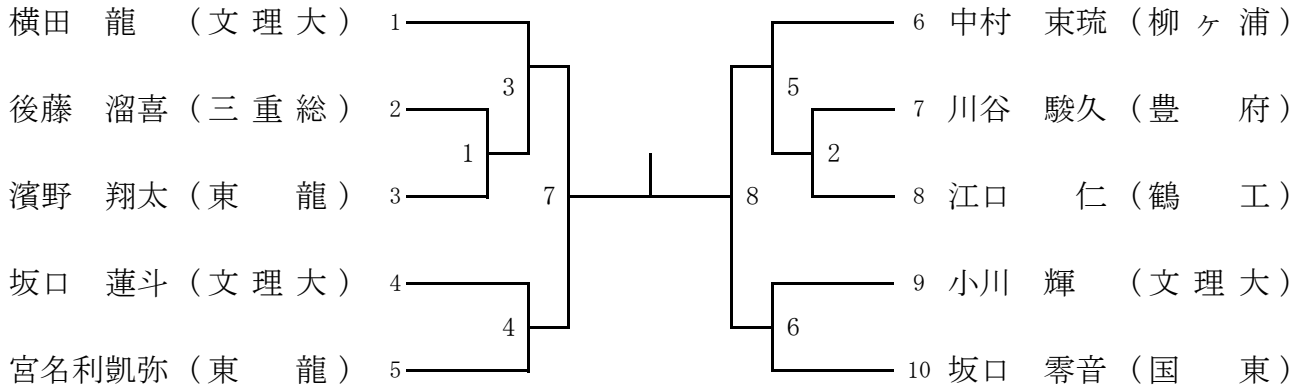 横田　龍　（文理大） 1
後藤　溜喜（三重総） 2
濱野　翔太（東　龍） 3
坂口　蓮斗（文理大） 4
宮名利凱弥（東　龍） 5
3
1
7
4
6 中村　束琉（柳ヶ浦）
7 川谷　駿久（豊　府）
8 江口　仁（鶴　工）
9 小川　輝　（文理大）
10 坂口　零音（国　東）
5
2
8
6